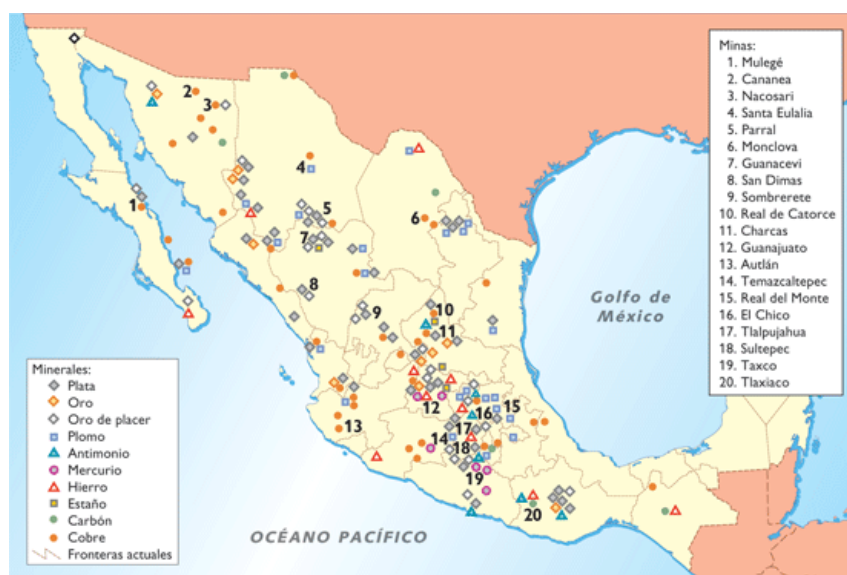 Minas:
1. Mulegé
2. Cananea
3. Nacosari
4. Santa Eulalia
5. Parral
6. Monclova
7. Guanacevi
8. San Dimas
9. Sombrerete
10. Real de Catorce
11. Charcas
12. Guanajuato
13. Autlán
14. Temazcaltepec
15. Real del Monte
16. El Chico
17. Tlalpujahua
18. Sultepec
19. Taxco
20. Tlaxiaco
2
3
4
1
5
6
7
8
9
10
11
Golfo de
México
12
13
14
15
16
17
18
19
20
OCÉANO PACÍFICO
Minerales:
Plata
Oro
Oro de placer
Plomo
Antimonio
Mercurio
Hierro
Estaño
Carbón
Cobre
Fronteras actuales